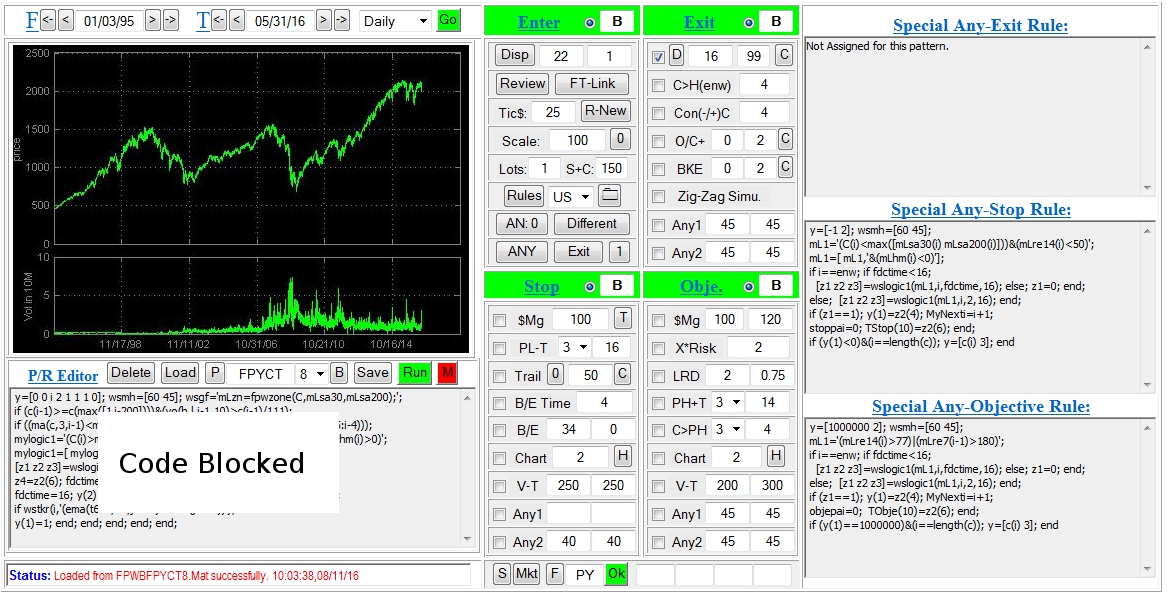 F <- < 01/03/95 > -> T <- < 05/31/16 > -> Daily Go
price
2500
2000
1500
1000
500
0
Vol in 10M
10
5
0
11/17/98 11/11/02 10/31/06 10/21/10 10/16/14
P/R Editor Delete Load P FPYCT 8 B Save Run M
y=[0 0 i 2 1 1 1 0]; wsmh=[60 45]; wsgf='mLzn=fpwzone(C,mLsa30,mLsa200);';
if (c(i-1)>=c(max([1 i-200])))&(vo(b,i,i-1,10)>c(i-1)/111);
if ((ma(c,3,i-1)<m :i-4)));
mylogic1='(C(i)>m hm(i)>0)';
mylogic1=[ mylog
[z1 z2 z3]=wslogi
z4=z2(6); fdctime
fdctime=16; y(2)
if wstkr(i,'(ema(t6
y(1)=1; end; end; end; end; end;
Code Blocked
Status: Loaded from FPWBFPYCT8.Mat successfully. 10:03:38,08/11/16
Enter B
Disp 22 1
Review FT-Link
Tic$: 25 R-New
Scale: 100 0
Lots: 1 S+C: 150
Rules US
AN: 0 Different
ANY Exit 1
Exit B
D 16 99 C
C>H(enw) 4
Con(-/+)C 4
O/C+ 0 2 C
BKE 0 2 C
Zig-Zag Simu.
Any1 45 45
Any2 45 45
Stop B
$Mg 100 T
PL-T 3 16
Trail 0 50 C
B/E Time 4
B/E 34 0
Chart 2 H
V-T 250 250
Any1
Any2 40 40
Obje. B
$Mg 100 120
X*Risk 2
LRD 2 0.75
PH+T 3 14
C>PH 3 4
Chart 2 H
V-T 200 300
Any1 45 45
Any2 45 45
S Mkt F PY Ok
Special Any-Exit Rule:
Not Assigned for this pattern.
Special Any-Stop Rule:
y=[-1 2]; wsmh=[60 45];
mL1='(C(i)<max([mLsa30(i) mLsa200(i)]))&(mLre14(i)<50)';
mL1=[ mL1,'&(mLhm(i)<0)'];
if i==enw; if fdctime<16;
[z1 z2 z3]=wslogic1(mL1,i,fdctime,16); else; z1=0; end;
else; [z1 z2 z3]=wslogic1(mL1,i,2,16); end;
if (z1==1); y(1)=z2(4); MyNexti=i+1;
stoppai=0; TStop(10)=z2(6); end;
if (y(1)<0)&(i==length(c)); y=[c(i) 3]; end
Special Any-Objective Rule:
y=[1000000 2]; wsmh=[60 45];
mL1='(mLre14(i)>77)|(mLre7(i-1)>180)';
if i==enw; if fdctime<16;
[z1 z2 z3]=wslogic1(mL1,i,fdctime,16); else; z1=0; end;
else; [z1 z2 z3]=wslogic1(mL1,i,2,16); end;
if (z1==1); y(1)=z2(4); MyNexti=i+1;
objepai=0; TObje(10)=z2(6); end;
if (y(1)==1000000)&(i==length(c)); y=[c(i) 3]; end